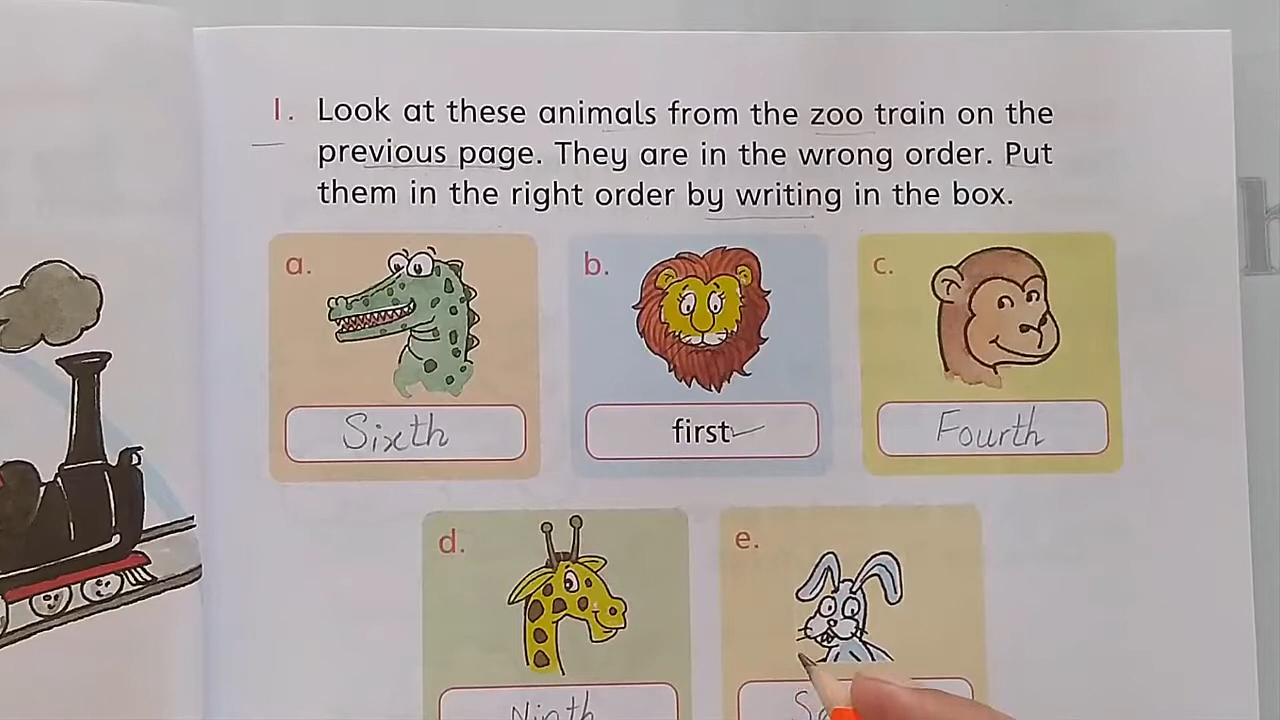 1. Look at these animals from the zoo train on the
previous page. They are in the wrong order. Put
them in the right order by writing in the box.
a. b. c.
Sixth first Fourth
d. e.
Ninth